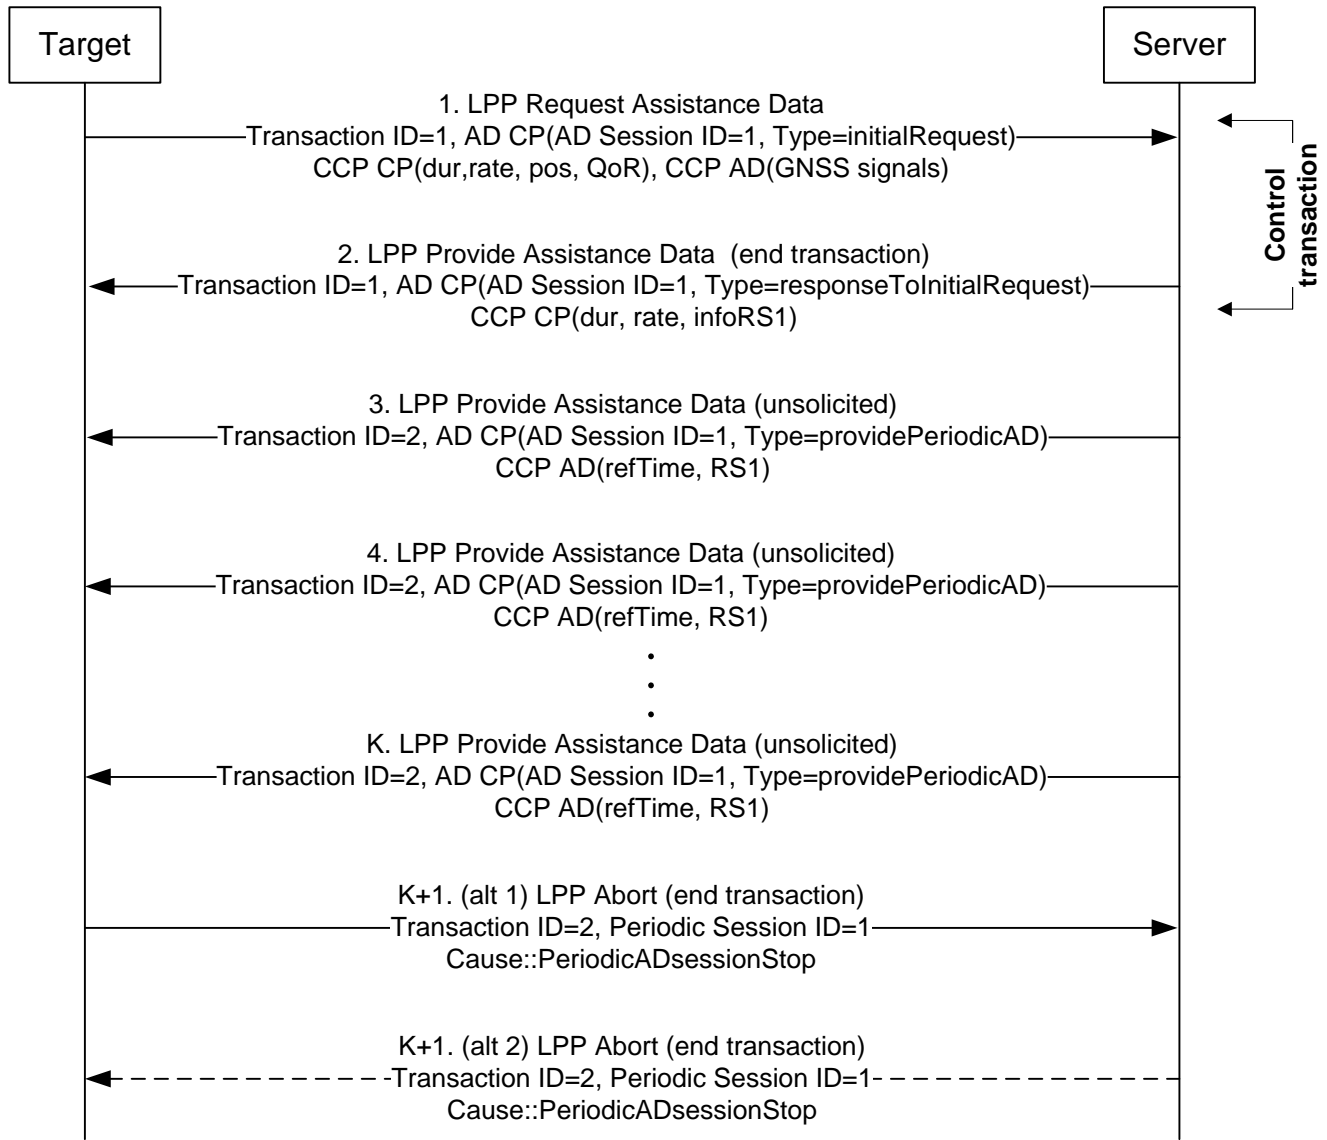 Target
Server
1. LPP Request Assistance Data
Transaction ID=1, AD CP(AD Session ID=1, Type=initialRequest)
CCP CP(dur,rate, pos, QoR), CCP AD(GNSS signals)
Control
transaction
2. LPP Provide Assistance Data  (end transaction)
Transaction ID=1, AD CP(AD Session ID=1, Type=responseToInitialRequest)
CCP CP(dur, rate, infoRS1)
3. LPP Provide Assistance Data (unsolicited)
Transaction ID=2, AD CP(AD Session ID=1, Type=providePeriodicAD)
CCP AD(refTime, RS1)
4. LPP Provide Assistance Data (unsolicited)
Transaction ID=2, AD CP(AD Session ID=1, Type=providePeriodicAD)
CCP AD(refTime, RS1)
K. LPP Provide Assistance Data (unsolicited)
Transaction ID=2, AD CP(AD Session ID=1, Type=providePeriodicAD)
CCP AD(refTime, RS1)
K+1. (alt 1) LPP Abort (end transaction)
Transaction ID=2, Periodic Session ID=1
Cause::PeriodicADsessionStop
K+1. (alt 2) LPP Abort (end transaction)
Transaction ID=2, Periodic Session ID=1
Cause::PeriodicADsessionStop